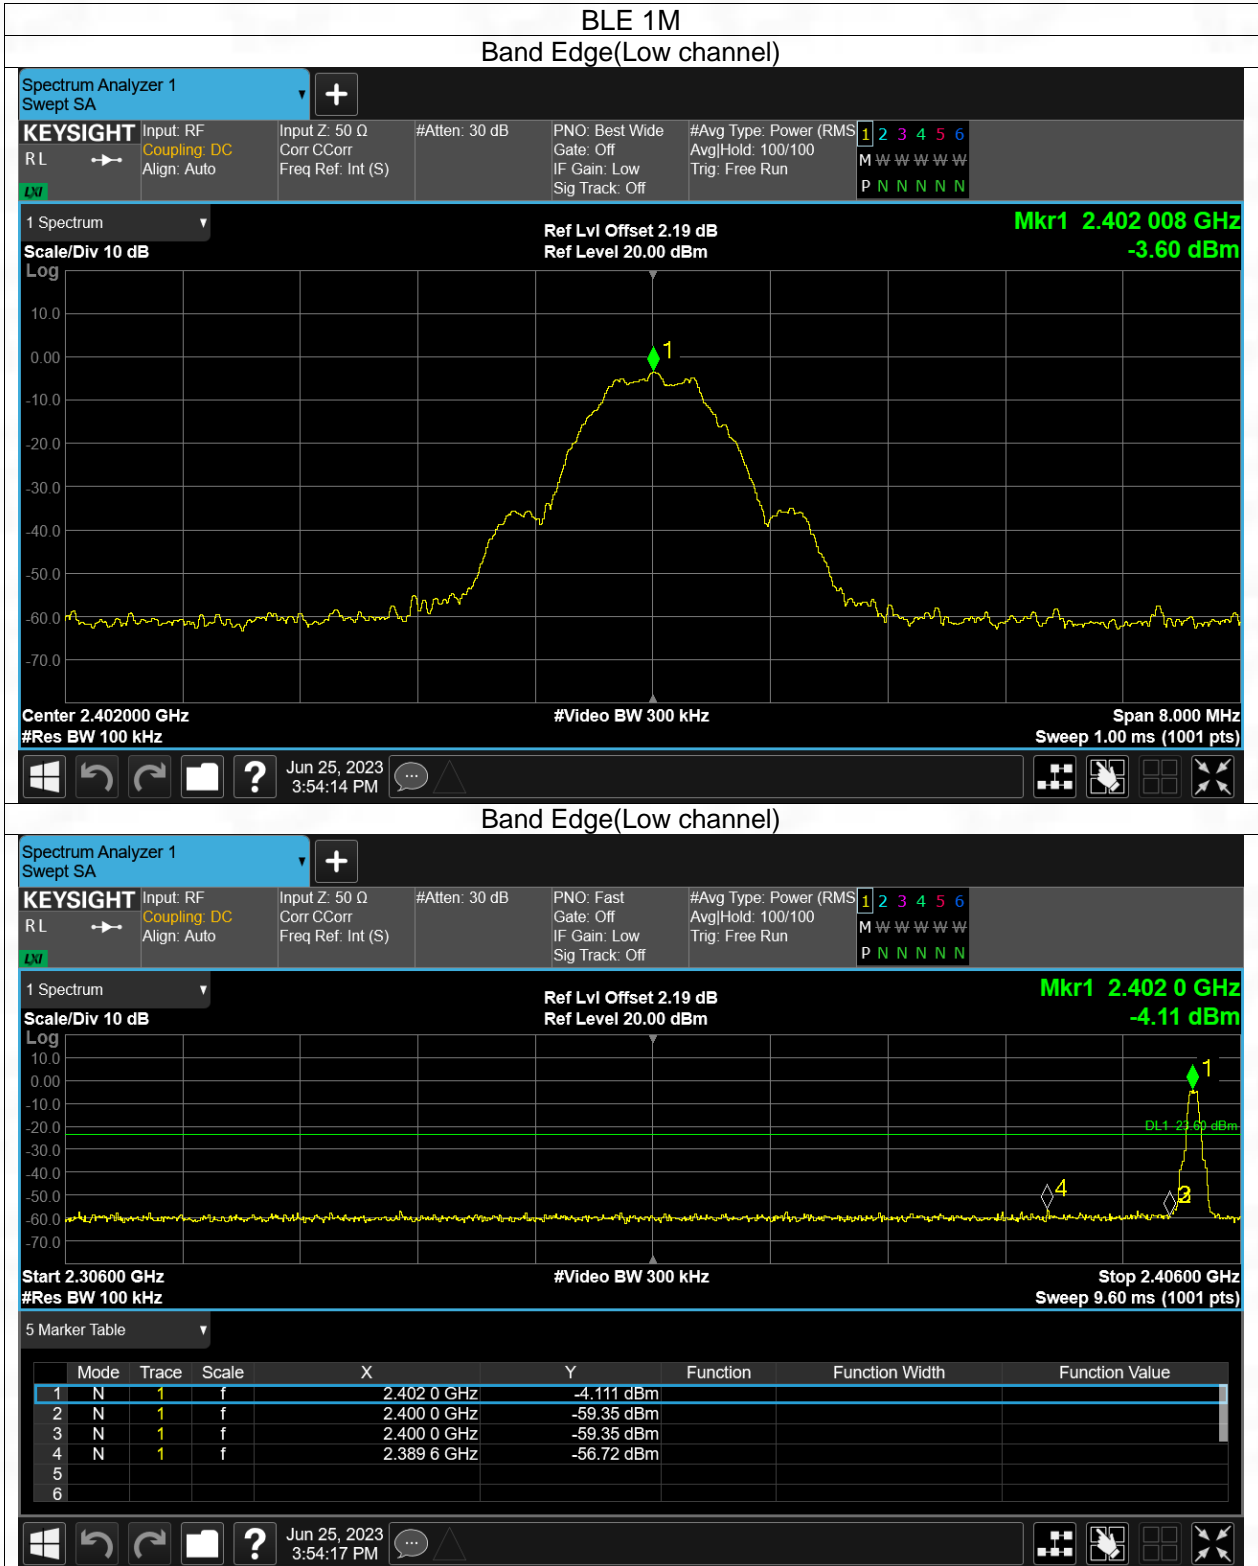 BLE 1M
Band Edge(Low channel)
Spectrum Analyzer 1
Swept SA
KEYSIGHT
RL
LXI
Input: RF
Coupling: DC
Align: Auto
Input Z: 50 Ω
Corr CCorr
Freq Ref: Int (S)
#Atten: 30 dB
PNO: Best Wide
Gate: Off
IF Gain: Low
Sig Track: Off
#Avg Type: Power (RMS
Avg|Hold: 100/100
Trig: Free Run
1 2 3 4 5 6
M W W W W W
P N N N N N
1 Spectrum
Scale/Div 10 dB
Ref Lvl Offset 2.19 dB
Ref Level 20.00 dBm
Mkr1 2.402 008 GHz
-3.60 dBm
Log
10.0
0.00
-10.0
-20.0
-30.0
-40.0
-50.0
-60.0
-70.0
1
Center 2.402000 GHz
#Video BW 300 kHz
Span 8.000 MHz
#Res BW 100 kHz
Sweep 1.00 ms (1001 pts)
Jun 25, 2023
3:54:14 PM
Band Edge(Low channel)
Spectrum Analyzer 1
Swept SA
KEYSIGHT
RL
LXI
Input: RF
Coupling: DC
Align: Auto
Input Z: 50 Ω
Corr CCorr
Freq Ref: Int (S)
#Atten: 30 dB
PNO: Fast
Gate: Off
IF Gain: Low
Sig Track: Off
#Avg Type: Power (RMS
Avg|Hold: 100/100
Trig: Free Run
1 2 3 4 5 6
M W W W W W
P N N N N N
1 Spectrum
Scale/Div 10 dB
Ref Lvl Offset 2.19 dB
Ref Level 20.00 dBm
Mkr1 2.402 0 GHz
-4.11 dBm
Log
10.0
0.00
-10.0
-20.0
-30.0
-40.0
-50.0
-60.0
-70.0
1
DL1 -23.60 dBm
4
2
Start 2.30600 GHz
#Video BW 300 kHz
Stop 2.40600 GHz
#Res BW 100 kHz
Sweep 9.60 ms (1001 pts)
5 Marker Table
Mode Trace Scale X Y Function Function Width Function Value
1 N 1 f 2.402 0 GHz -4.111 dBm
2 N 1 f 2.400 0 GHz -59.35 dBm
3 N 1 f 2.400 0 GHz -59.35 dBm
4 N 1 f 2.389 6 GHz -56.72 dBm
5
6
Jun 25, 2023
3:54:17 PM